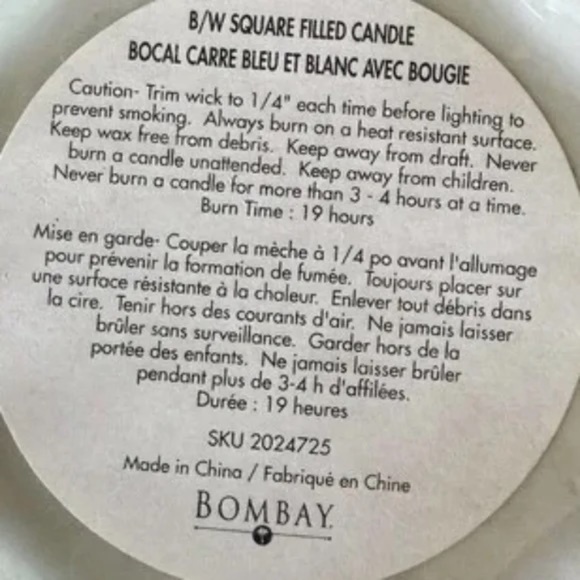 B/W SQUARE FILLED CANDLE
BOCAL CARRE BLEU ET BLANC AVEC BOUGIE
Caution- Trim wick to 1/4" each time before lighting to
prevent smoking. Always burn on a heat resistant surface.
Keep wax free from debris. Keep away from draft. Never
burn a candle unattended. Keep away from children.
Never burn a candle for more than 3 - 4 hours at a time.
Burn Time : 19 hours
Mise en garde- Couper la mèche à 1/4 po avant l'allumage
pour prévenir la formation de fumée. Toujours placer sur
une surface résistante à la chaleur. Enlever tout débris dans
la cire. Tenir hors des courants d'air. Ne jamais laisser
brûler sans surveillance. Garder hors de la
portée des enfants. Ne jamais laisser brûler
pendant plus de 3-4 h d'affilées.
Durée : 19 heures
SKU 2024725
Made in China / Fabriqué en Chine
BOMBAY